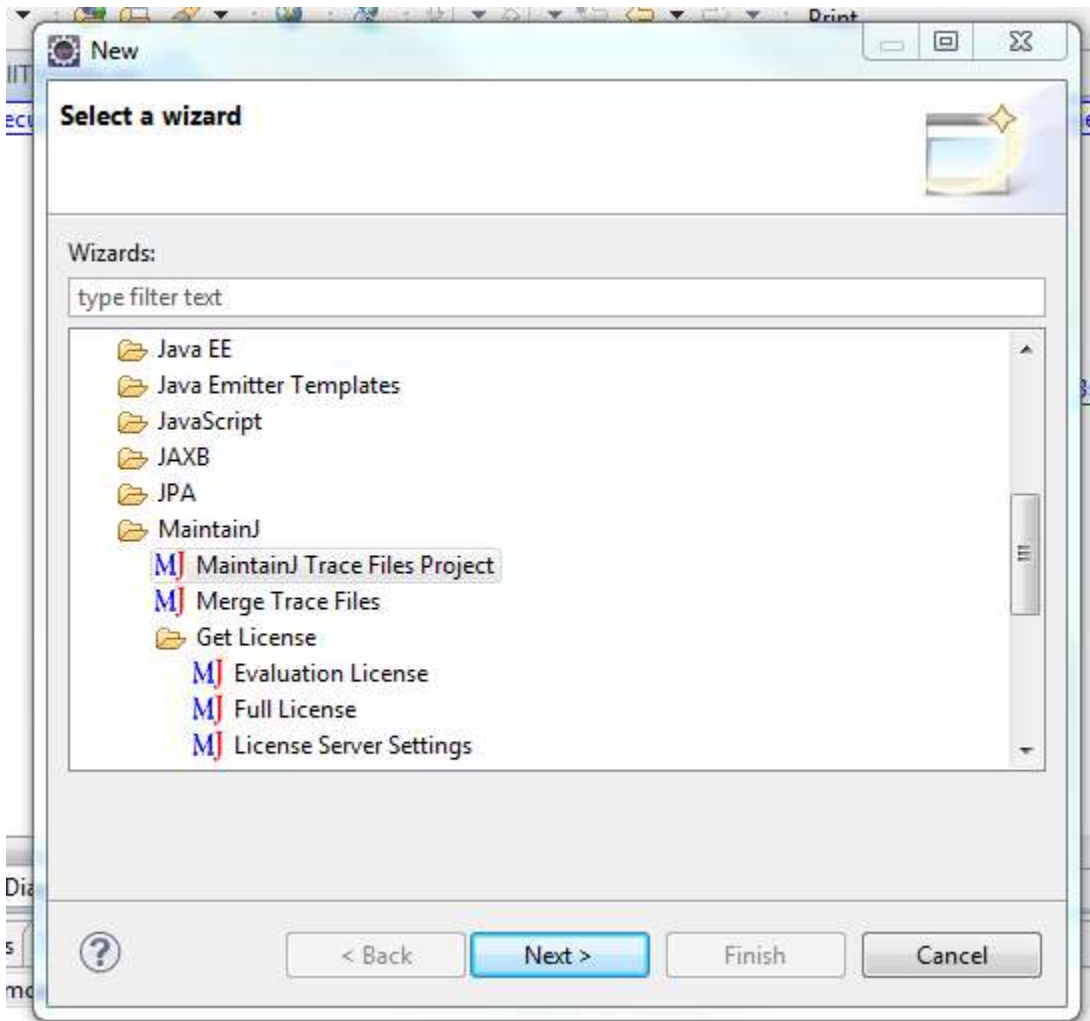 Print
New
Select a wizard
Wizards:
type filter text
Java EE
Java Emitter Templates
JavaScript
JAXB
JPA
MaintainJ
MJ MaintainJ Trace Files Project
MJ Merge Trace Files
Get License
MJ Evaluation License
MJ Full License
MJ License Server Settings
Dia
? < Back Next > Finish Cancel